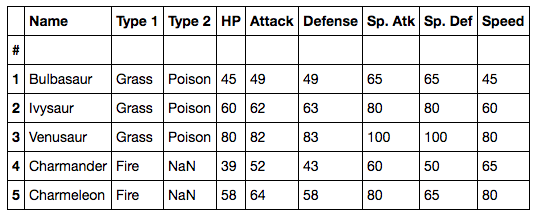 Name Type 1 Type 2 HP Attack Defense Sp. Atk Sp. Def Speed
#
1 Bulbasaur Grass Poison 45 49 49 65 65 45
2 Ivysaur Grass Poison 60 62 63 80 80 60
3 Venusaur Grass Poison 80 82 83 100 100 80
4 Charmander Fire NaN 39 52 43 60 50 65
5 Charmeleon Fire NaN 58 64 58 80 65 80